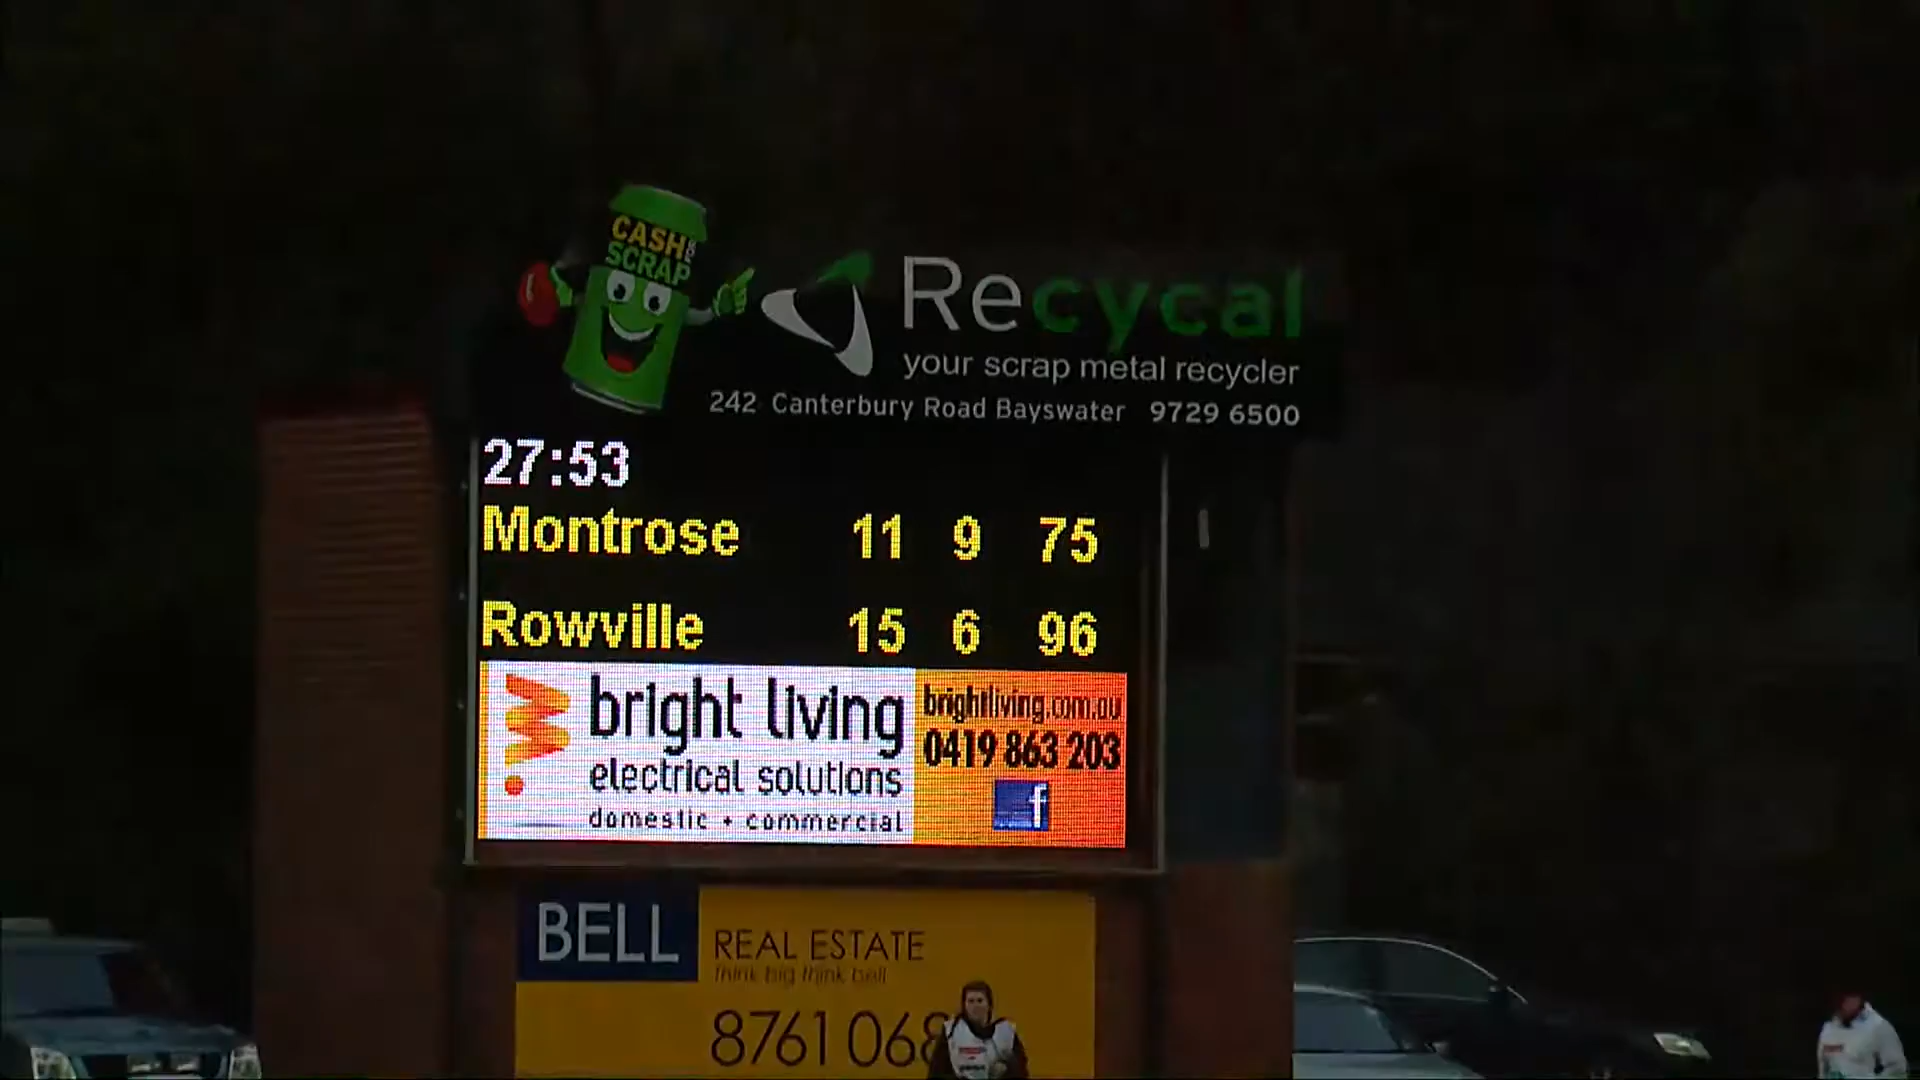 CASH FOR
SCRAP
Recycal
your scrap metal recycler
242 Canterbury Road Bayswater 9729 6500
27:53
Montrose 11 9 75
Rowville 15 6 96
bright living
electrical solutions
domestic + commercial
brightliving.com.au
0419 863 203
f
BELL
REAL ESTATE
think big think bell
8761 068